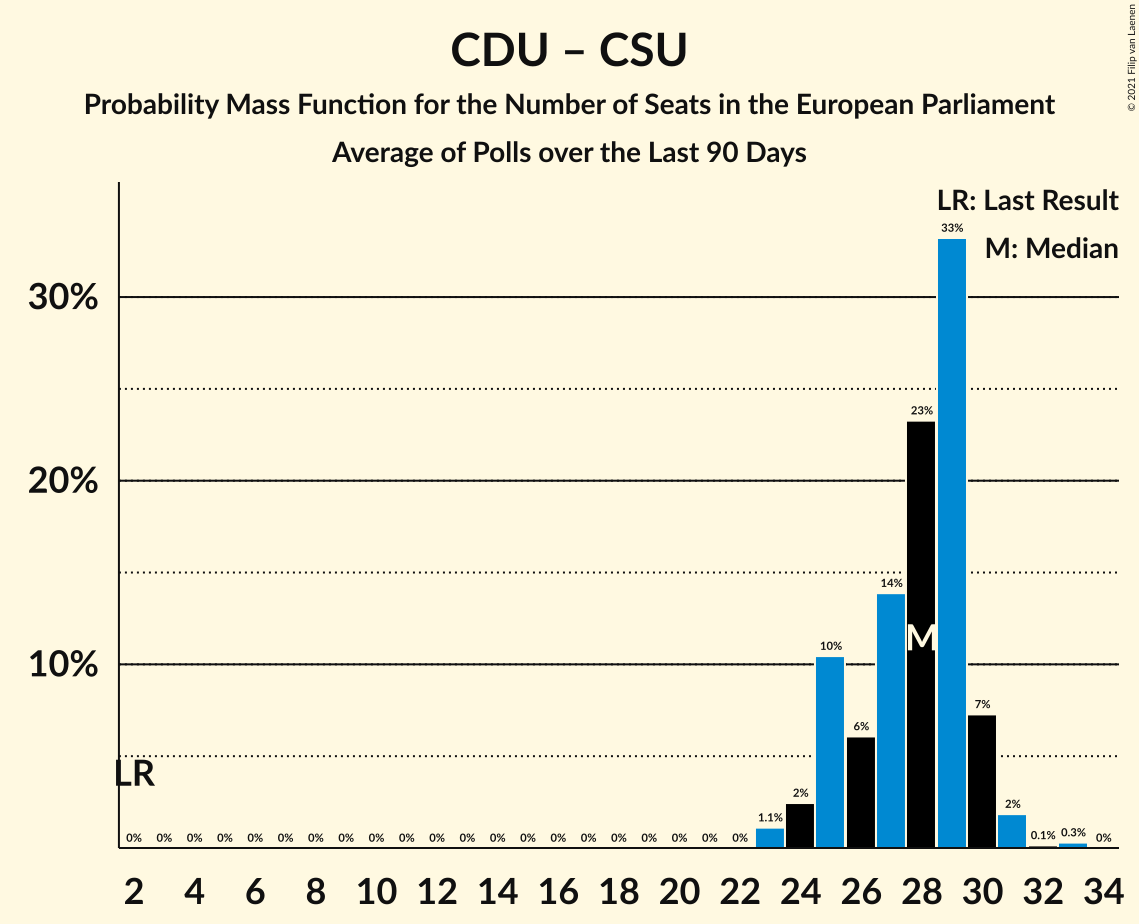 CDU – CSU
Probability Mass Function for the Number of Seats in the European Parliament
Average of Polls over the Last 90 Days
© 2021 Filip van Laenen
LR: Last Result
M: Median
33%
30%
23%
20%
14%
M
10%
10%
7%
6%
LR
2%
2%
1.1%
0.1%
0.3%
0% 0% 0% 0% 0% 0% 0% 0% 0% 0% 0% 0% 0% 0% 0% 0% 0% 0% 0% 0% 0% 0%
2 4 6 8 10 12 14 16 18 20 22 24 26 28 30 32 34